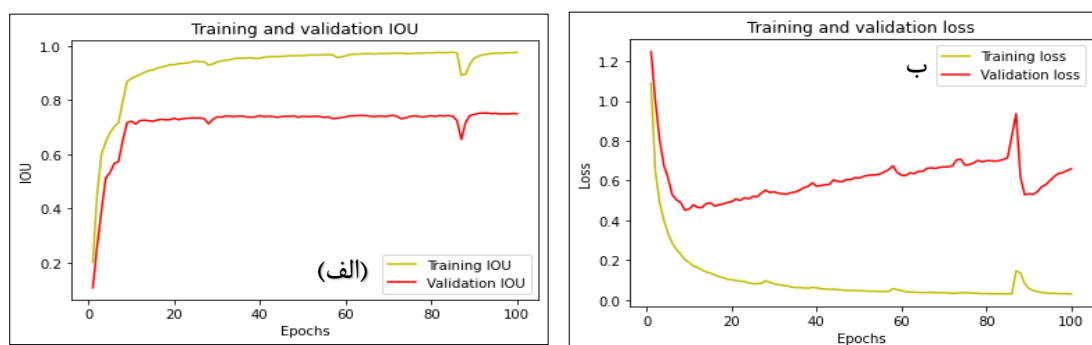 Training and validation IOU
1.0
0.8
0.6
0.4
0.2
IOU
0
20
40
60
80
100
Epochs
(الف)
Training IOU
Validation IOU
Training and validation loss
1.2
1.0
0.8
0.6
0.4
0.2
0.0
Loss
0
20
40
60
80
100
Epochs
ب
Training loss
Validation loss